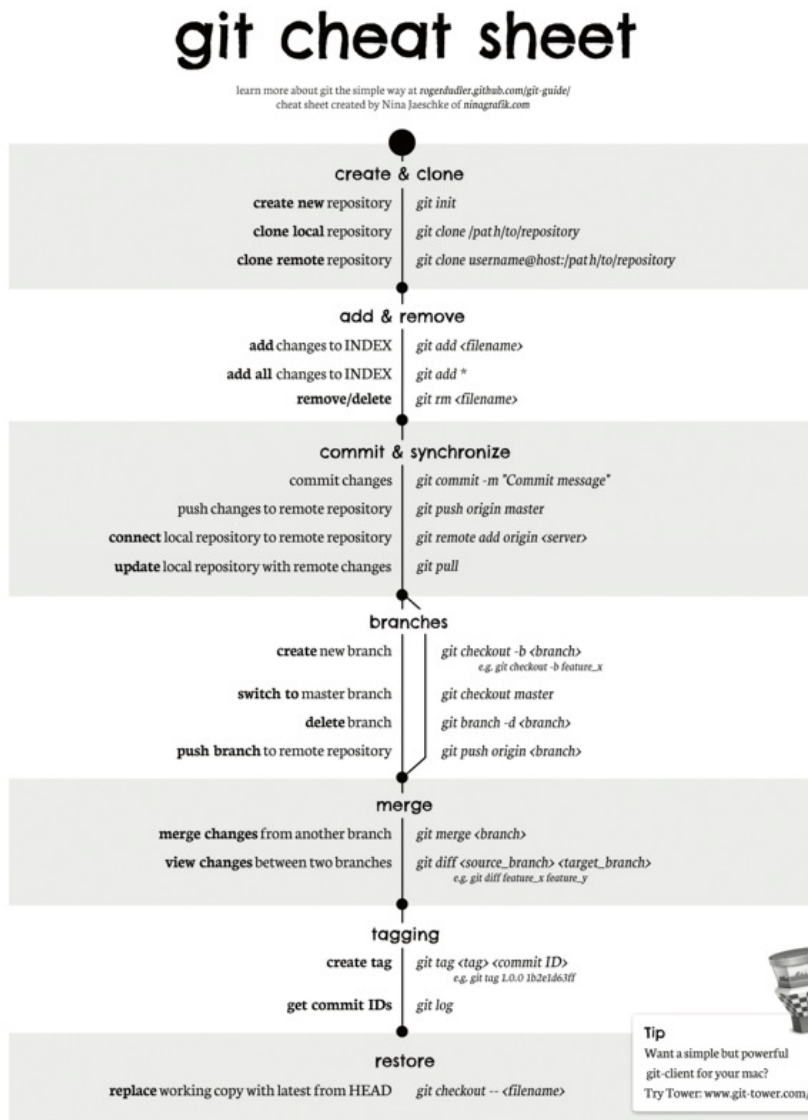 git cheat sheet
learn more about git the simple way at rogerdudler.github.com/git-guide/
cheat sheet created by Nina Jaeschke of ninagrafik.com
create & clone
create new repository git init
clone local repository git clone /path/to/repository
clone remote repository git clone username@host:/path/to/repository
add & remove
add changes to INDEX git add <filename>
add all changes to INDEX git add *
remove/delete git rm <filename>
commit & synchronize
commit changes git commit -m "Commit message"
push changes to remote repository git push origin master
connect local repository to remote repository git remote add origin <server>
update local repository with remote changes git pull
branches
create new branch git checkout -b <branch>
e.g. git checkout -b feature_x
switch to master branch git checkout master
delete branch git branch -d <branch>
push branch to remote repository git push origin <branch>
merge
merge changes from another branch git merge <branch>
view changes between two branches git diff <source_branch> <target_branch>
e.g. git diff feature_x feature_y
tagging
create tag git tag <tag> <commit ID>
e.g. git tag 1.0.0 1b2e1d63ff
get commit IDs git log
restore
replace working copy with latest from HEAD git checkout -- <filename>
Tip
Want a simple but powerful
git-client for your mac?
Try Tower: www.git-tower.com/